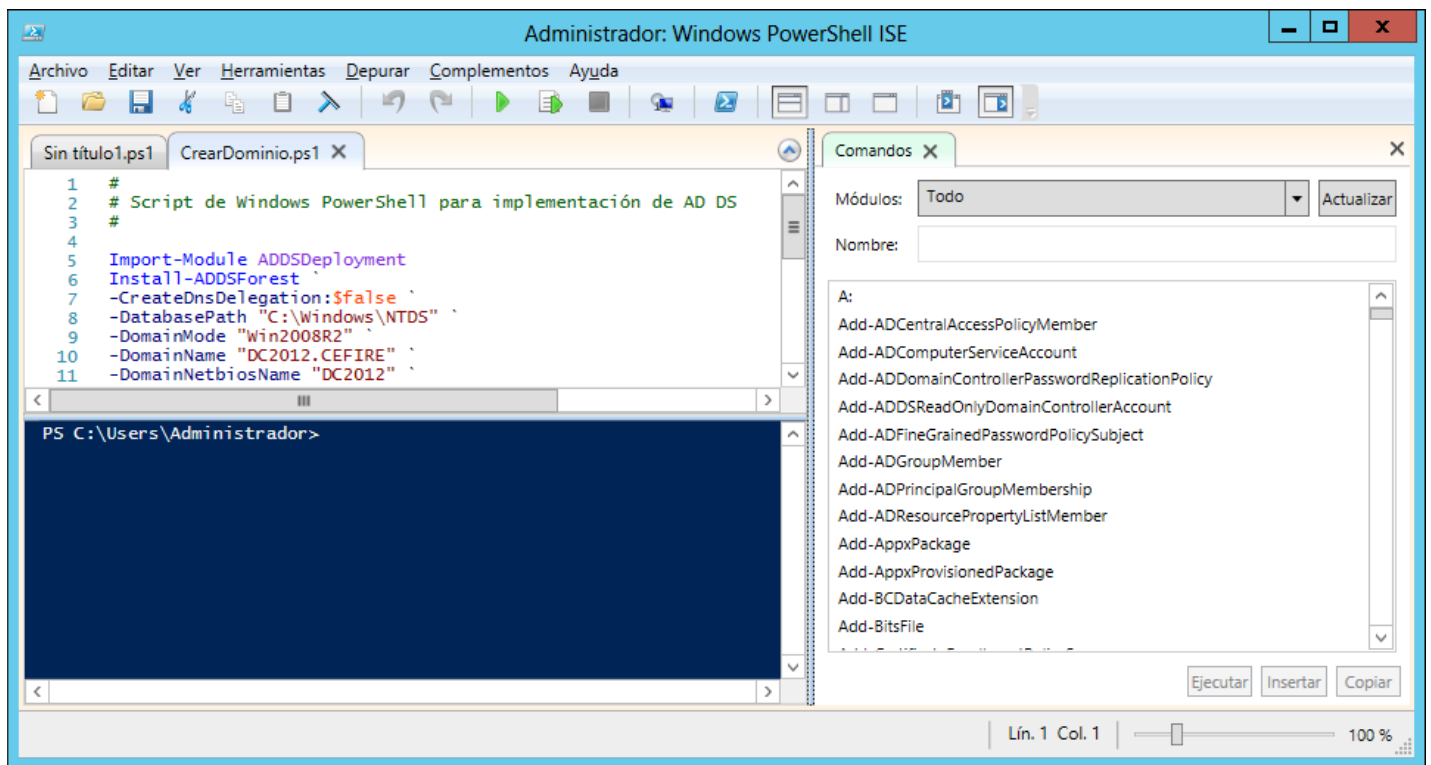 Administrador: Windows PowerShell ISE
Archivo Editar Ver Herramientas Depurar Complementos Ayuda
Sin título1.ps1 CrearDominio.ps1
1 #
2 # Script de Windows PowerShell para implementación de AD DS
3 #
4
5 Import-Module ADDSDeployment
6 Install-ADDSForest `
7 -CreateDnsDelegation:$false `
8 -DatabasePath "C:\Windows\NTDS" `
9 -DomainMode "Win2008R2" `
10 -DomainName "DC2012.CEFIRE" `
11 -DomainNetbiosName "DC2012" `
PS C:\Users\Administrador>
Comandos
Módulos: Todo Actualizar
Nombre:
A:
Add-ADCentralAccessPolicyMember
Add-ADComputerServiceAccount
Add-ADDomainControllerPasswordReplicationPolicy
Add-ADDSReadOnlyDomainControllerAccount
Add-ADFineGrainedPasswordPolicySubject
Add-ADGroupMember
Add-ADPrincipalGroupMembership
Add-ADResourcePropertyListMember
Add-AppxPackage
Add-AppxProvisionedPackage
Add-BCDataCacheExtension
Add-BitsFile
Ejecutar Insertar Copiar
Lín. 1 Col. 1 100 %